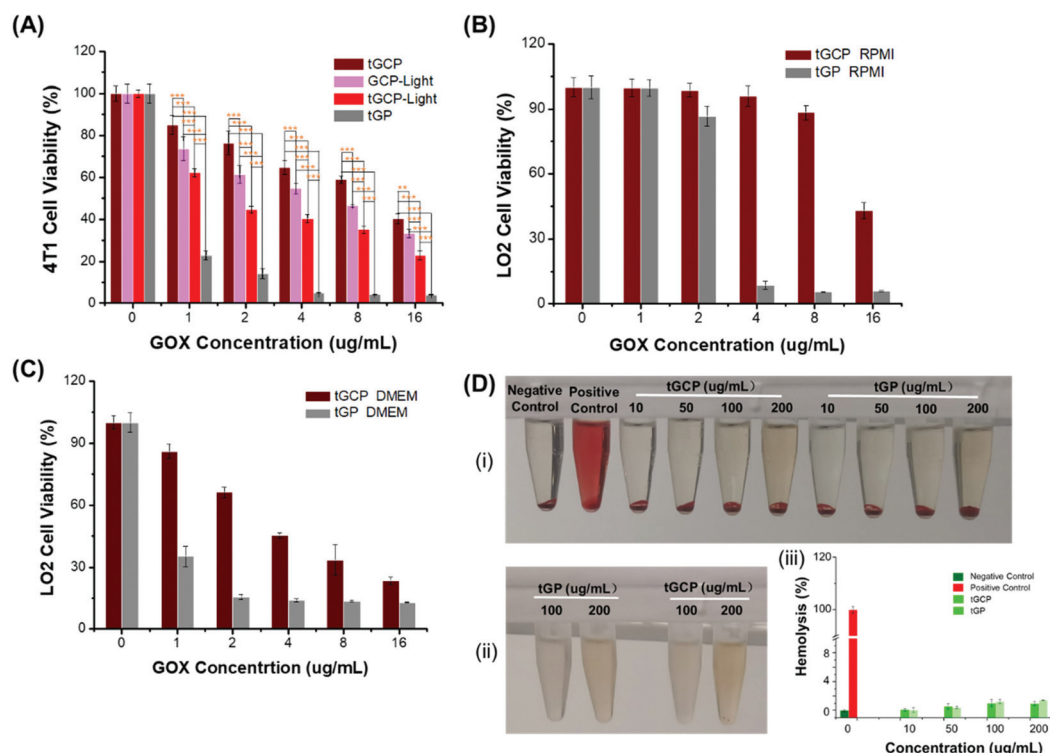 (A)
120
100
80
60
40
20
0
4T1 Cell Viability (%)
tGCP
GCP-Light
tGCP-Light
tGP
0 1 2 4 8 16
GOX Concentration (ug/mL)
(B)
120
90
60
30
0
LO2 Cell Viability (%)
tGCP RPMI
tGP RPMI
0 1 2 4 8 16
GOX Concentration (ug/mL)
(C)
120
90
60
30
0
LO2 Cell Viability (%)
tGCP DMEM
tGP DMEM
0 1 2 4 8 16
GOX Concentrtion (ug/mL)
(D)
(i)
Negative Control
Positive Control
tGCP (ug/mL)
10 50 100 200
tGP (ug/mL)
10 50 100 200
(ii)
tGP (ug/mL)
100 200
tGCP (ug/mL)
100 200
(iii)
120
100
8
4
0
Hemolysis (%)
Negative Control
Positive Control
tGCP
tGP
0 10 50 100 200
Concentration (ug/mL)